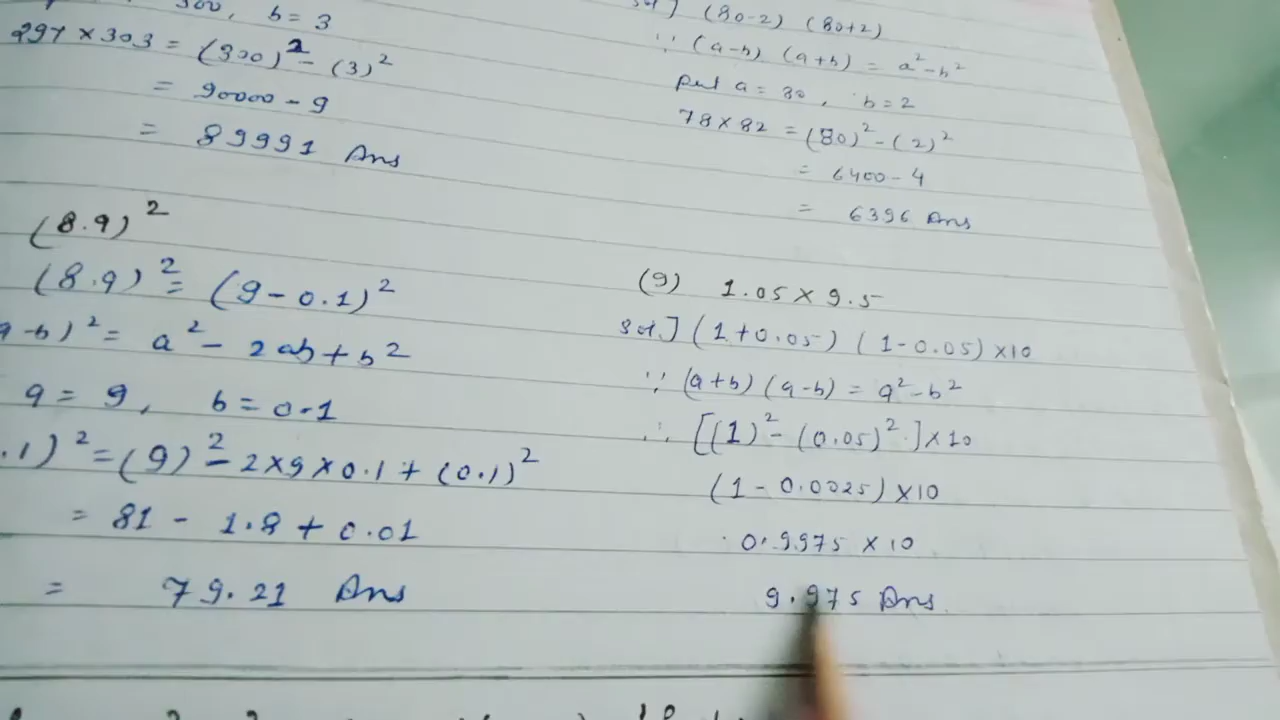 300, b = 3
297 × 303 = (300)² - (3)²
= 90000 - 9
= 89991 Ans
(8.9)²
(8.9)² = (9 - 0.1)²
-b)² = a² - 2ab + b²
a = 9, b = 0.1
.1)² = (9)² - 2×9×0.1 + (0.1)²
= 81 - 1.8 + 0.01
= 79.21 Ans
Sol] (80-2) (80+2)
∵ (a-b) (a+b) = a² - b²
put a = 80, b = 2
78 × 82 = (80)² - (2)²
= 6400 - 4
= 6396 Ans
(9) 1.05 × 9.5
Sol] (1 + 0.05) (1 - 0.05) × 10
∵ (a+b) (a-b) = a² - b²
∴ [(1)² - (0.05)²] × 10
(1 - 0.0025) × 10
0.9975 × 10
9.975 Ans